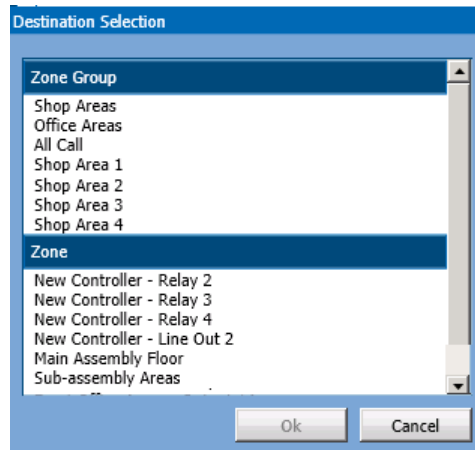 Destination Selection
Zone Group
Shop Areas
Office Areas
All Call
Shop Area 1
Shop Area 2
Shop Area 3
Shop Area 4
Zone
New Controller - Relay 2
New Controller - Relay 3
New Controller - Relay 4
New Controller - Line Out 2
Main Assembly Floor
Sub-assembly Areas
Ok
Cancel